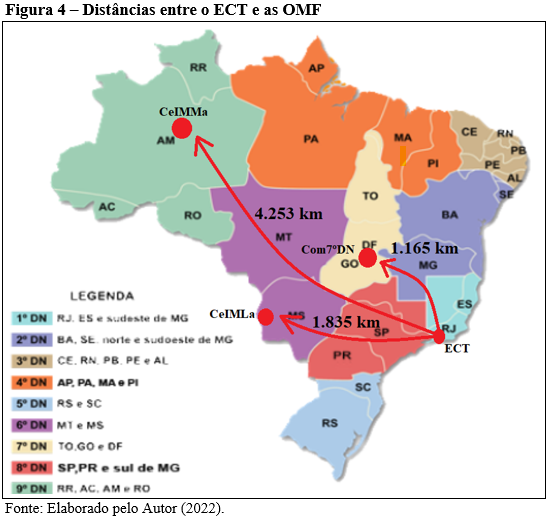 Figura 4 – Distâncias entre o ECT e as OMF
RR
AP
CeIMMa
AM
PA
MA
CE
RN
PB
PI
PE
AL
AC
RO
TO
SE
BA
4.253 km
MT
Com7ºDN
DF
1.165 km
GO
MG
LEGENDA
CeIMLa
MS
1.835 km
ES
SP
RJ
ECT
PR
SC
RS
1º DN RJ, ES e sudeste de MG
2º DN BA, SE, norte e sudoeste de MG
3º DN CE, RN, PB, PE e AL
4º DN AP, PA, MA e PI
5º DN RS e SC
6º DN MT e MS
7º DN TO,GO e DF
8º DN SP,PR e sul de MG
9º DN RR, AC, AM e RO
Fonte: Elaborado pelo Autor (2022).